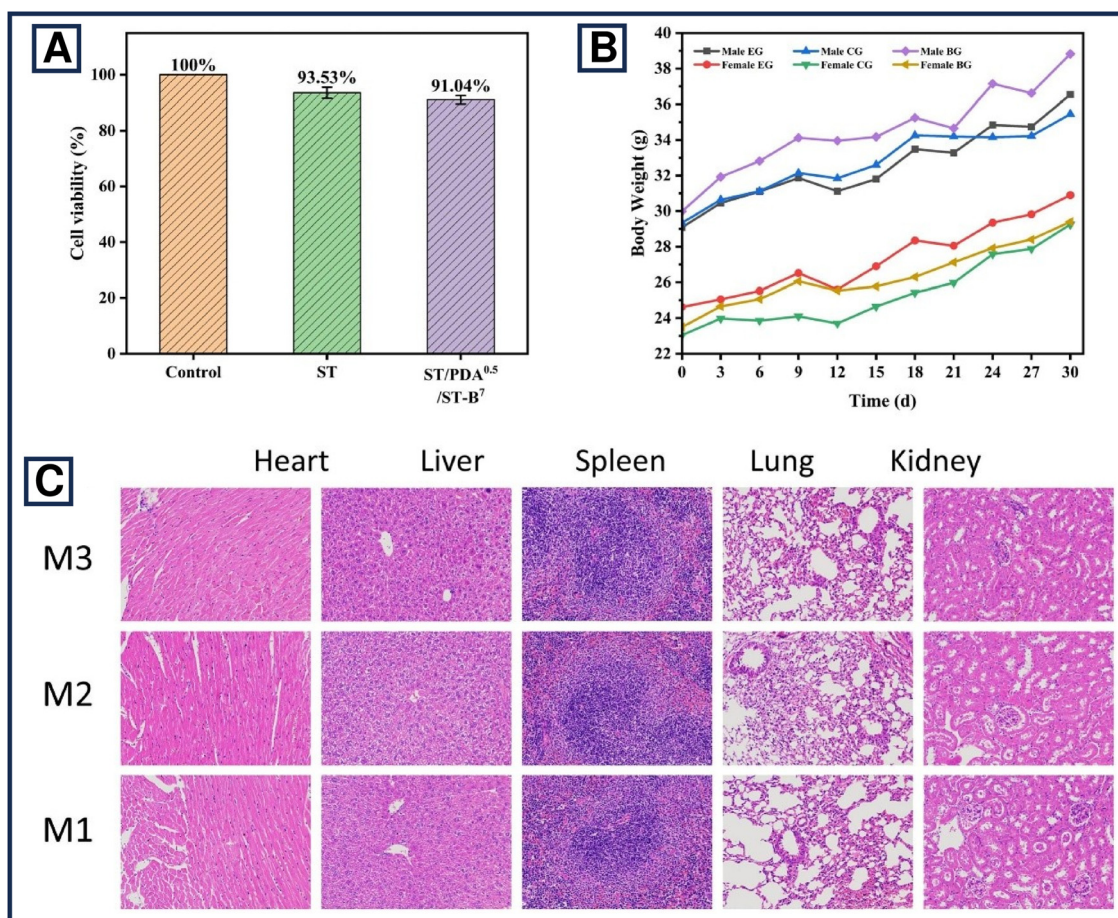 A
Cell viability (%)
100
80
60
40
20
0
100%
93.53%
91.04%
Control
ST
ST/PDA⁰·⁵
/ST-B⁷
B
Body Weight (g)
40
38
36
34
32
30
28
26
24
22
Male EG Male CG Male BG
Female EG Female CG Female BG
0 3 6 9 12 15 18 21 24 27 30
Time (d)
C
Heart Liver Spleen Lung Kidney
M3
M2
M1